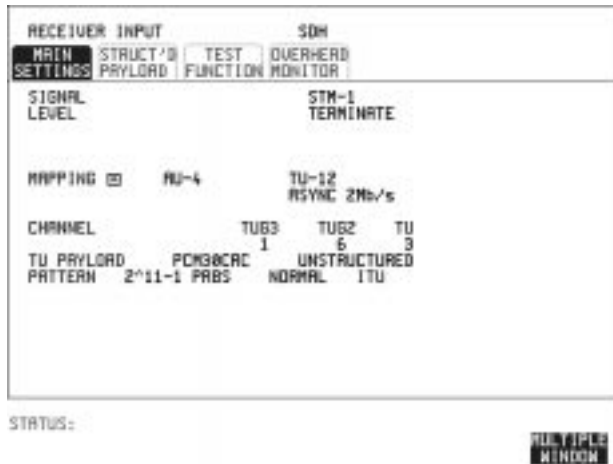 RECEIVER INPUT SDH
MAIN SETTINGS STRUCT'D PAYLOAD TEST FUNCTION OVERHEAD MONITOR
SIGNAL STM-1
LEVEL TERMINATE
MAPPING AU-4 TU-12
ASYNC 2Mb/s
CHANNEL TUG3 TUG2 TU
1 6 3
TU PAYLOAD PCM30CRC UNSTRUCTURED
PATTERN 2^11-1 PRBS NORMAL ITU
STATUS:
MULTIPLE
WINDOW